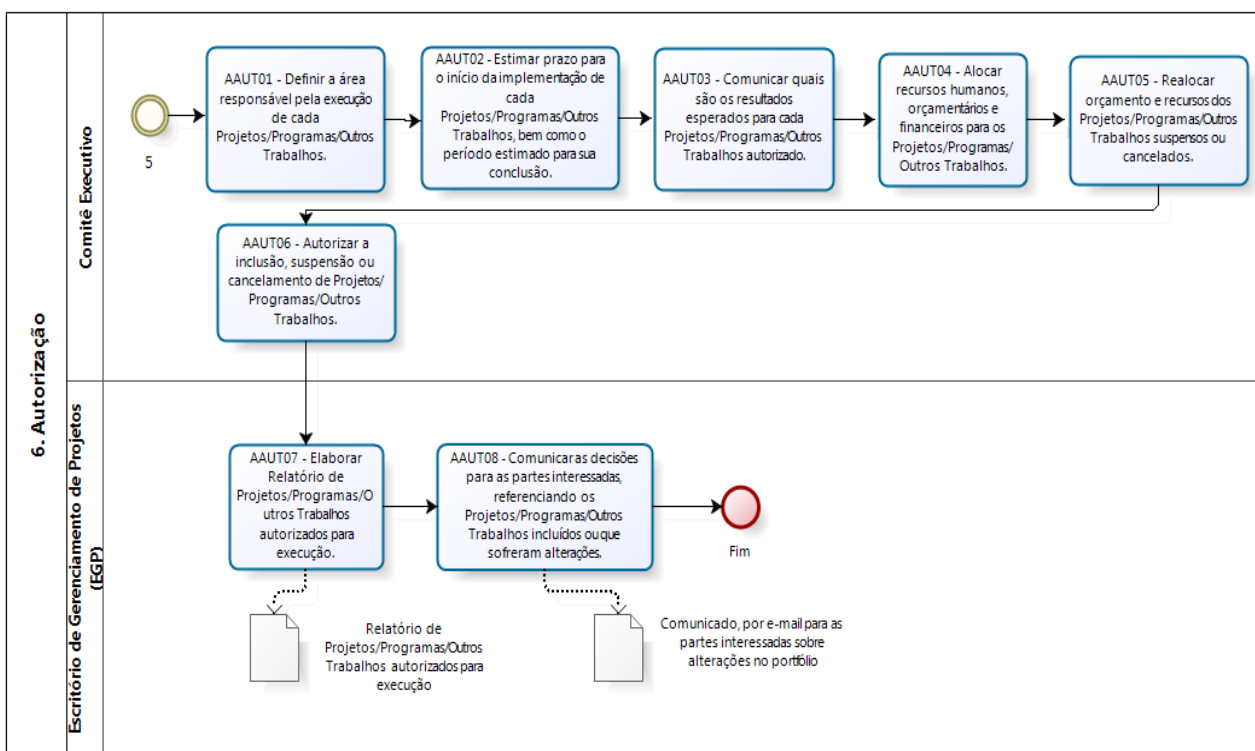 6. Autorização
Comitê Executivo
5
AAUT01 - Definir a área
responsável pela execução
de cada
Projetos/Programas/Outros
Trabalhos.
AAUT02 - Estimar prazo para
o início da implementação de
cada
Projetos/Programas/Outros
Trabalhos, bem como o
período estimado para sua
conclusão.
AAUT03 - Comunicar quais
são os resultados
esperados para cada
Projetos/Programas/Outros
Trabalhos autorizado.
AAUT04 - Alocar
recursos humanos,
orçamentários e
financeiros para os
Projetos/Programas/
Outros Trabalhos.
AAUT05 - Realocar
orçamento e recursos dos
Projetos/Programas/Outros
Trabalhos suspensos ou
cancelados.
AAUT06 - Autorizar a
inclusão, suspensão ou
cancelamento de Projetos/
Programas/Outros
Trabalhos.
Escritório de Gerenciamento de Projetos
(EGP)
AAUT07 - Elaborar
Relatório de
Projetos/Programas/O
utros Trabalhos
autorizados para
execução.
AAUT08 - Comunicar as decisões
para as partes interessadas,
referenciando os
Projetos/Programas/Outros
Trabalhos incluídos ou que
sofreram alterações.
Fim
Relatório de
Projetos/Programas/Outros
Trabalhos autorizados para
execução
Comunicado, por e-mail para as
partes interessadas sobre
alterações no portfólio